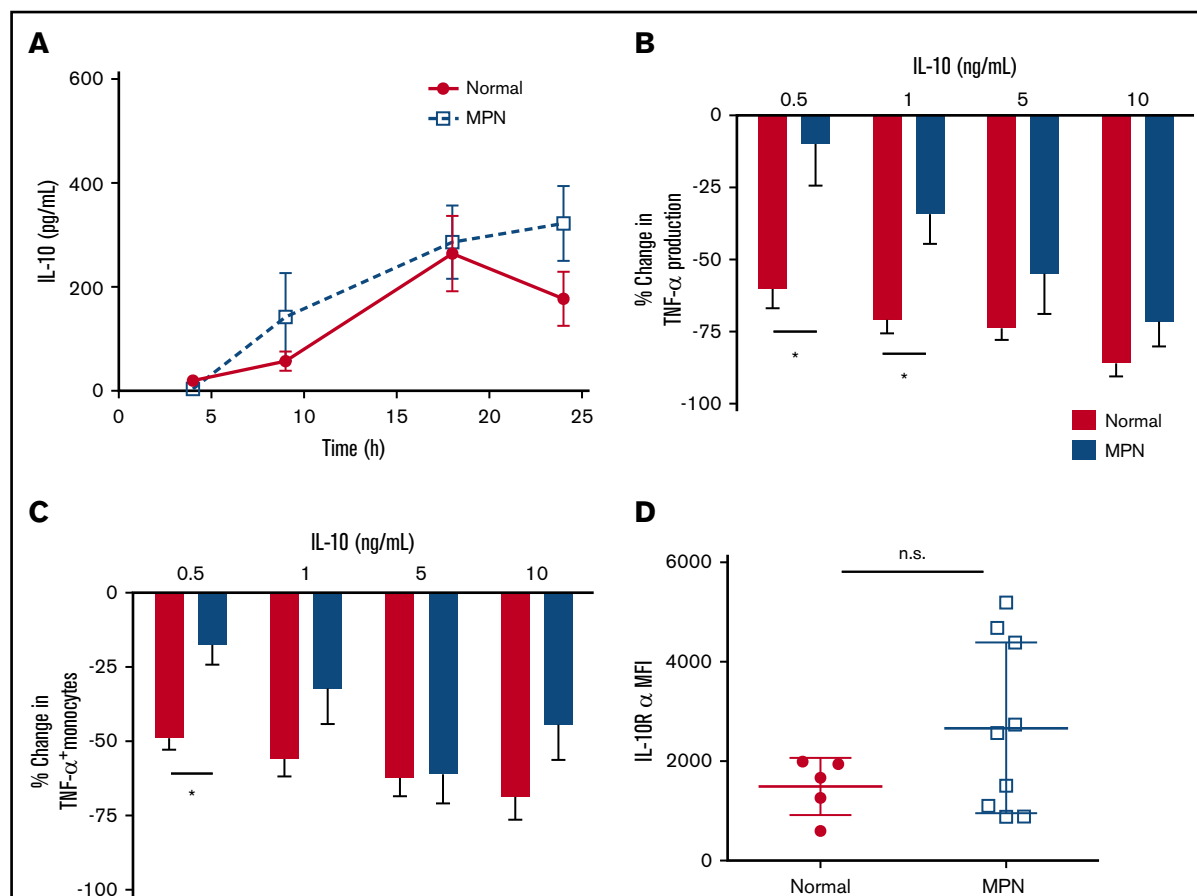 A
600
400
200
0
IL-10 (pg/mL)
0 5 10 15 20 25
Time (h)
Normal
MPN
B
IL-10 (ng/mL)
0.5 1 5 10
0
-25
-50
-75
-100
% Change in
TNF-α production
*
*
Normal
MPN
C
IL-10 (ng/mL)
0.5 1 5 10
0
-25
-50
-75
-100
% Change in
TNF-α⁺monocytes
*
D
n.s.
6000
4000
2000
0
IL-10R α MFI
Normal MPN